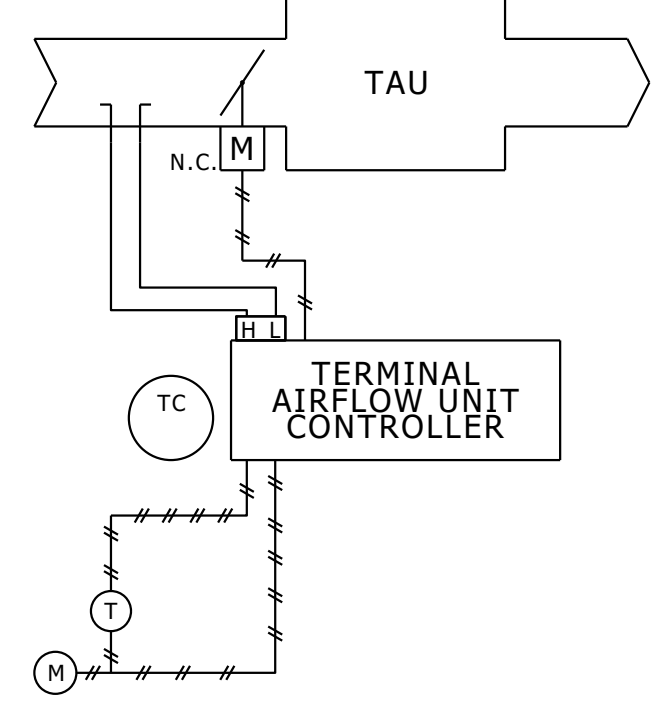 TAU
M
N.C.
H L
TERMINAL
AIRFLOW UNIT
CONTROLLER
TC
T
M